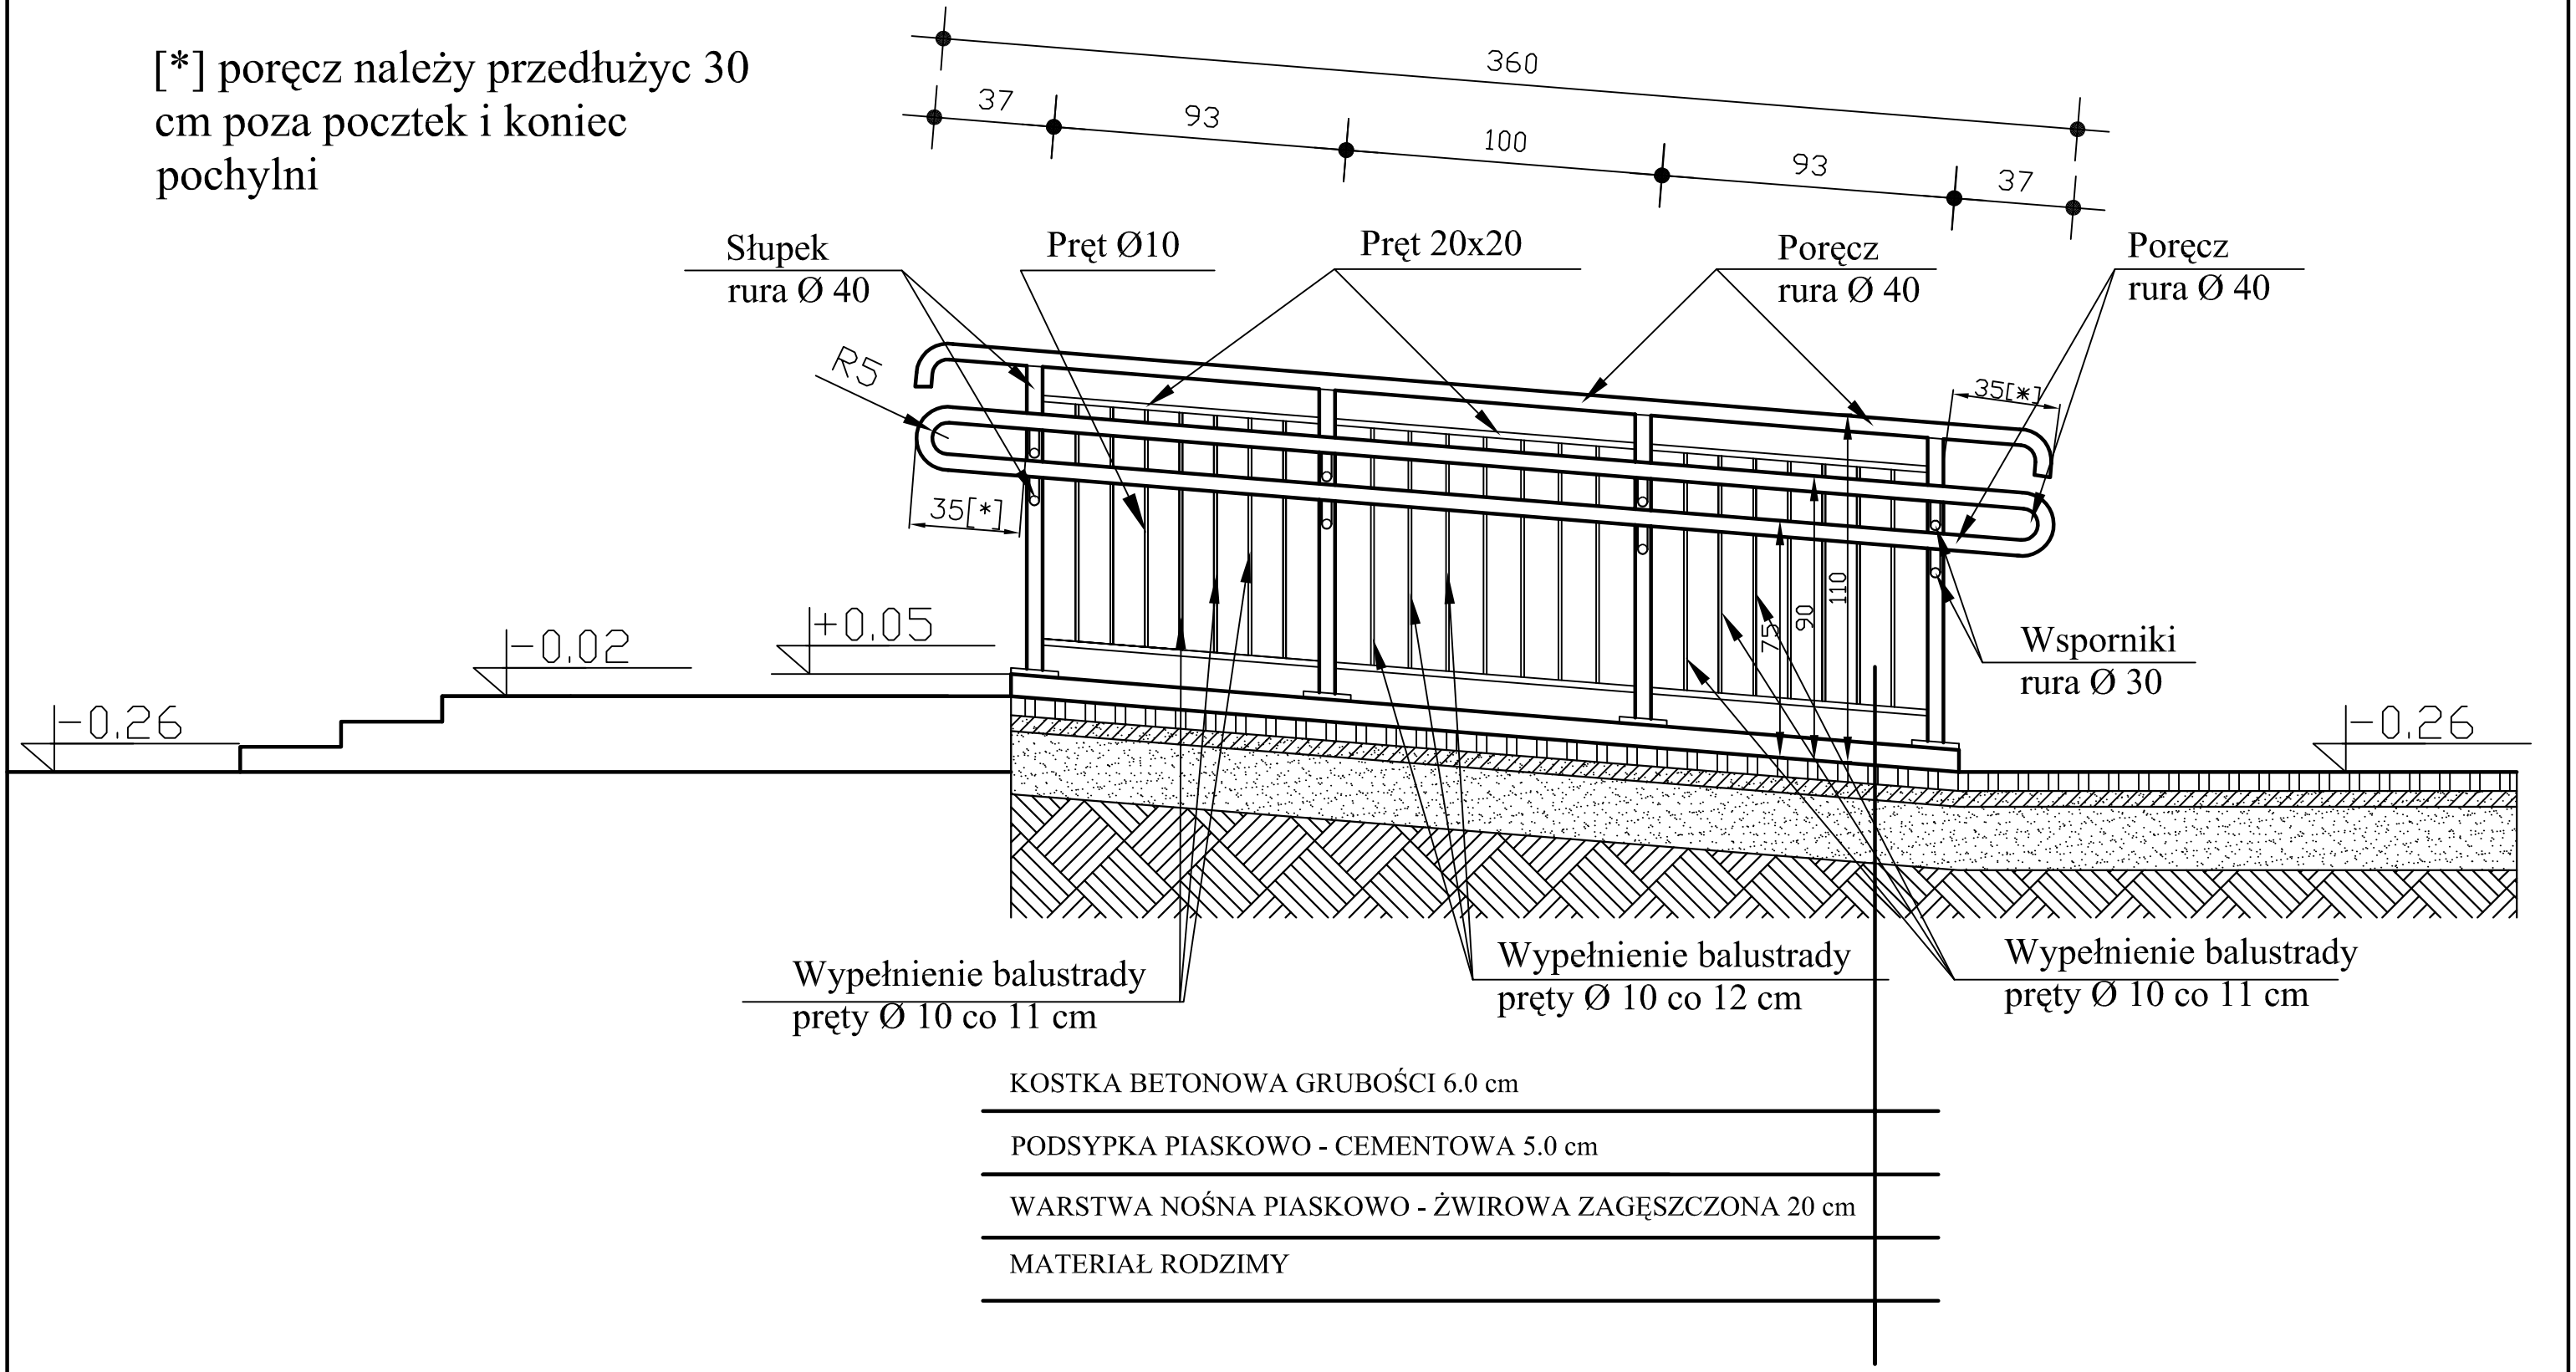 [*] poręcz należy przedłużyc 30
cm poza pocztek i koniec
pochylni
360
37
93
100
93
37
Słupek
rura Ø 40
Pręt Ø10
Pręt 20x20
Poręcz
rura Ø 40
Poręcz
rura Ø 40
R5
35[*]
35[*]
110
90
75
+0.05
-0.02
-0.26
-0.26
Wsporniki
rura Ø 30
Wypełnienie balustrady
pręty Ø 10 co 11 cm
Wypełnienie balustrady
pręty Ø 10 co 12 cm
Wypełnienie balustrady
pręty Ø 10 co 11 cm
KOSTKA BETONOWA GRUBOŚCI 6.0 cm
PODSYPKA PIASKOWO - CEMENTOWA 5.0 cm
WARSTWA NOŚNA PIASKOWO - ŻWIROWA ZAGĘSZCZONA 20 cm
MATERIAŁ RODZIMY